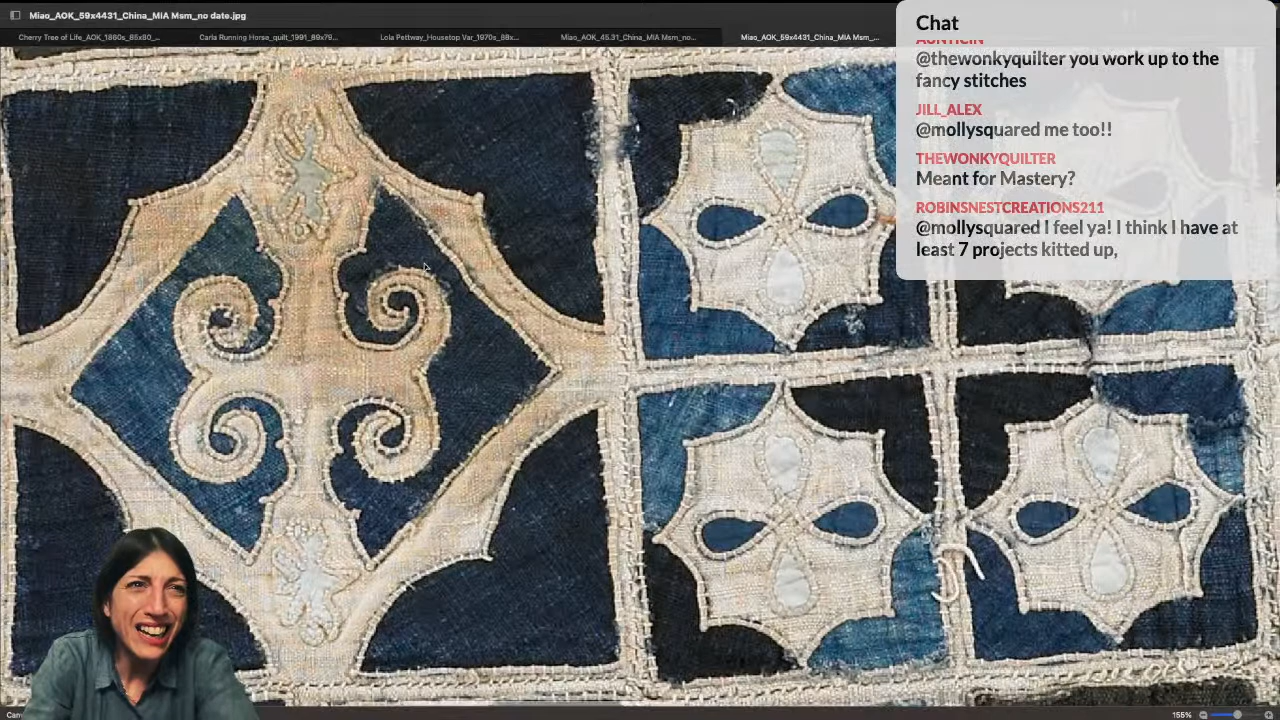 Miao_AOK_59x4431_China_MiA Msm_no date.jpg
Cherry Tree of Life_AOK_1860s_85x80_...
Carla Running Horse_quilt_1991_89x79...
Lola Pettway_Housetop Var_1970s_88x...
Miao_AOK_45.31_China_MiA Msm_no...
Miao_AOK_59x4431_China_MiA Msm_...
Chat
@thewonkyquilter you work up to the
fancy stitches
JILL_ALEX
@mollysquared me too!!
THEWONKYQUILTER
Meant for Mastery?
ROBINSNESTCREATIONS211
@mollysquared I feel ya! I think I have at
least 7 projects kitted up,
155%